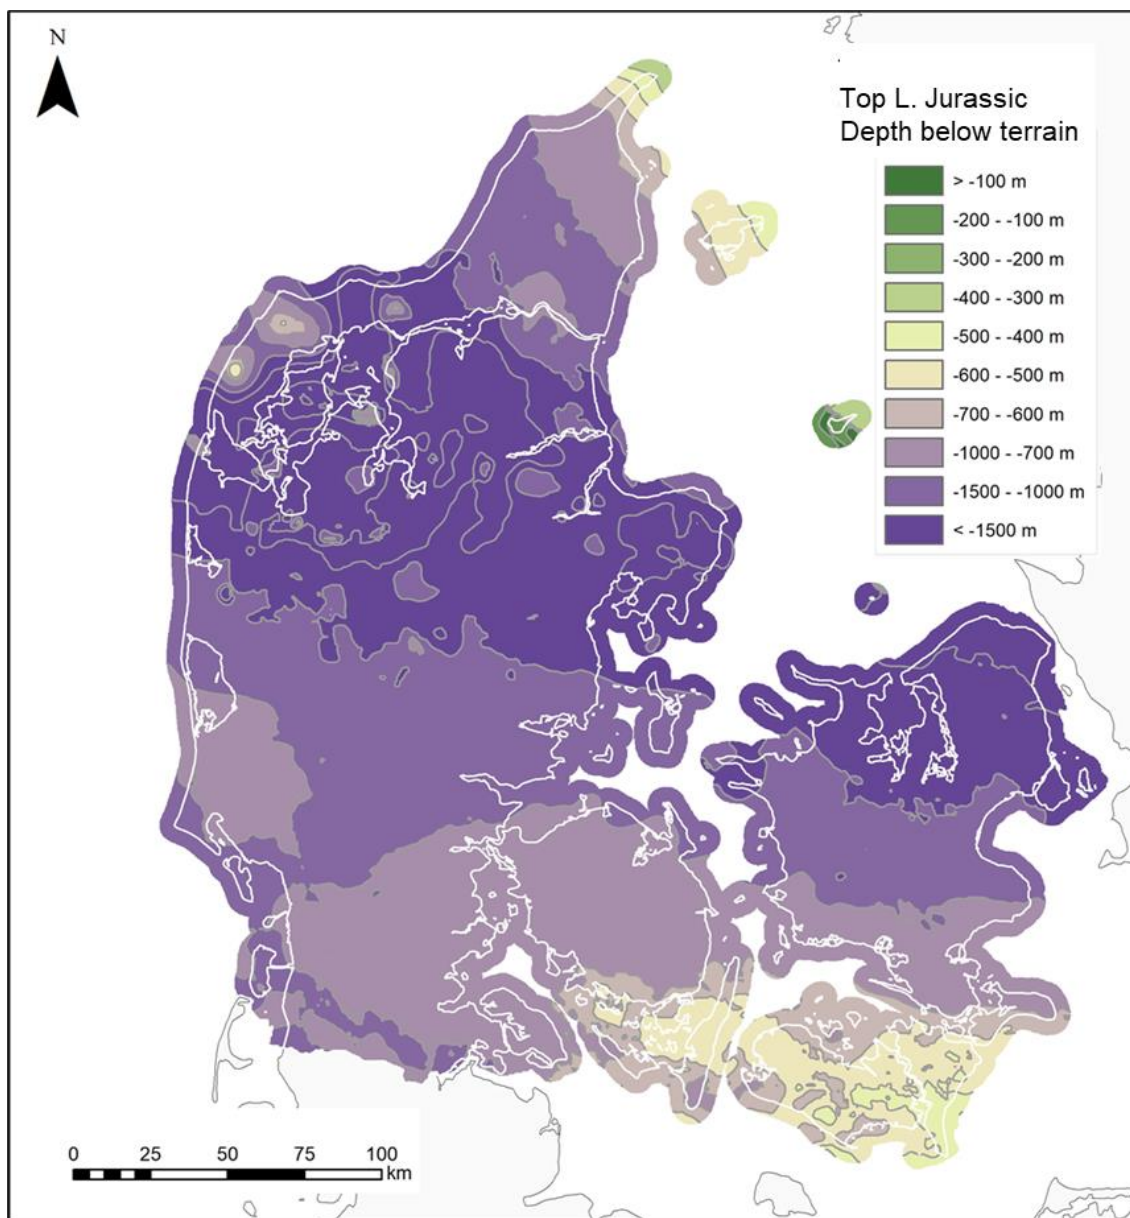 N
Top L. Jurassic
Depth below terrain
> -100 m
-200 - -100 m
-300 - -200 m
-400 - -300 m
-500 - -400 m
-600 - -500 m
-700 - -600 m
-1000 - -700 m
-1500 - -1000 m
< -1500 m
0 25 50 75 100
km